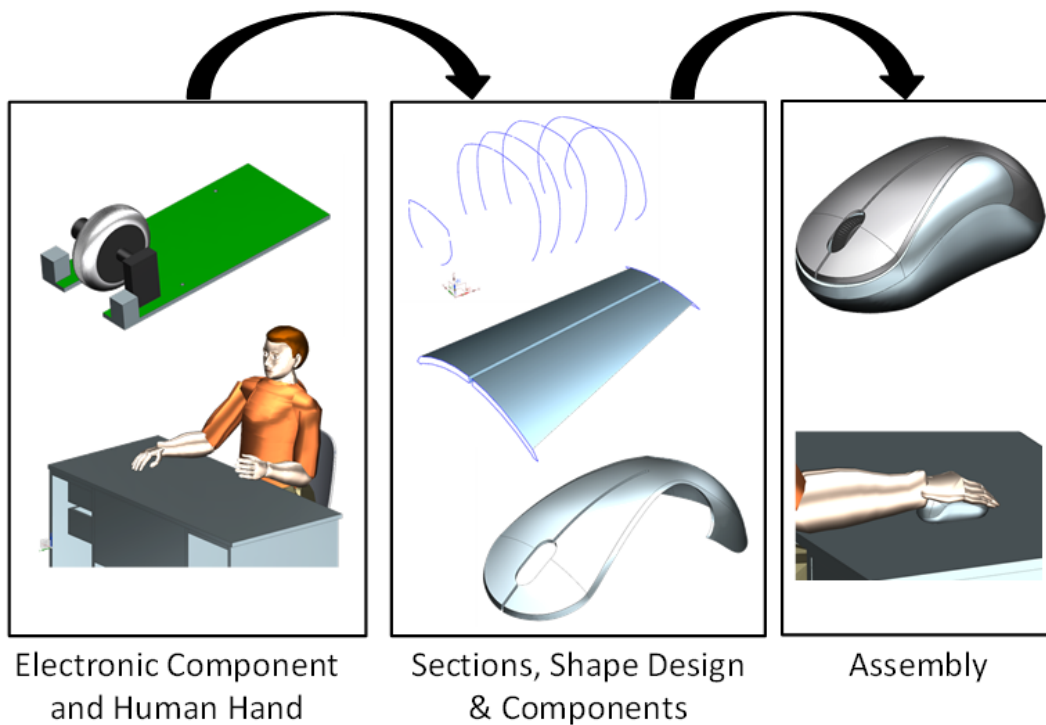 Electronic Component
and Human Hand
Sections, Shape Design
& Components
Assembly